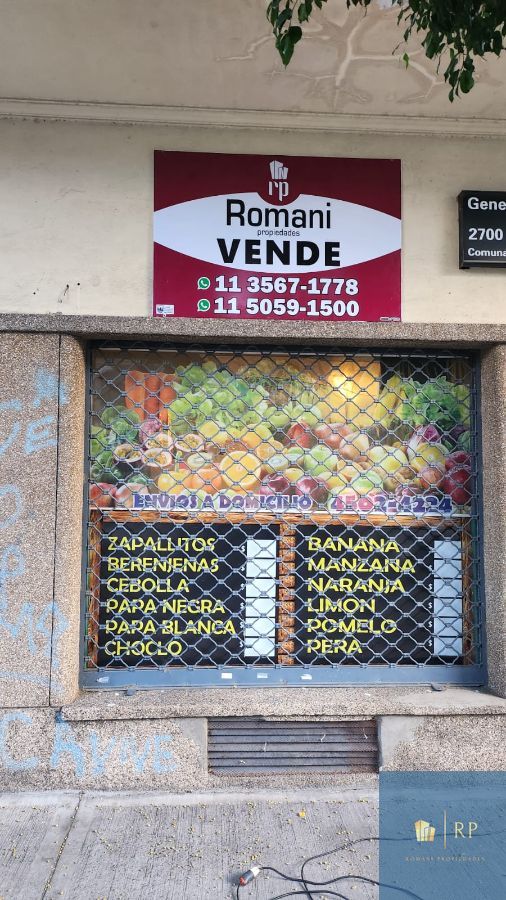 rp
Romani
propiedades
VENDE
11 3567-1778
11 5059-1500
Gene
2700
Comuna
ENVIOS A DOMICILIO
ZAPALLITOS
BERENJENAS
CEBOLLA
PAPA NEGRA
PAPA BLANCA
CHOCLO
BANANA
MANZANA
NARANJA
LIMON
POMELO
PERA
RP
ROMANI PROPIEDADES